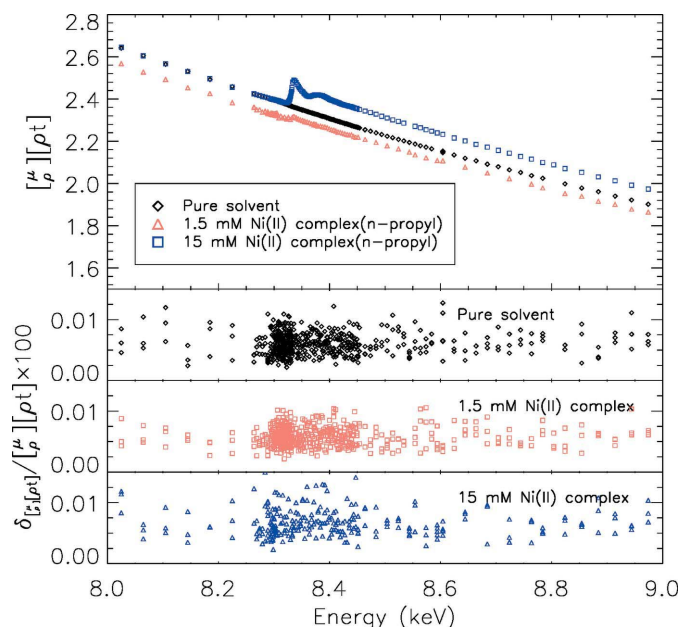 2.8
2.6
2.4
2.2
2.0
1.8
1.6
[μ/ρ][ρt]
Pure solvent
1.5 mM Ni(II) complex(n-propyl)
15 mM Ni(II) complex(n-propyl)
Pure solvent
0.01
0.00
1.5 mM Ni(II) complex
0.01
0.00
15 mM Ni(II) complex
0.01
0.00
δ[μ/ρ][ρt]/[μ/ρ][ρt]×100
8.0 8.2 8.4 8.6 8.8 9.0
Energy (keV)